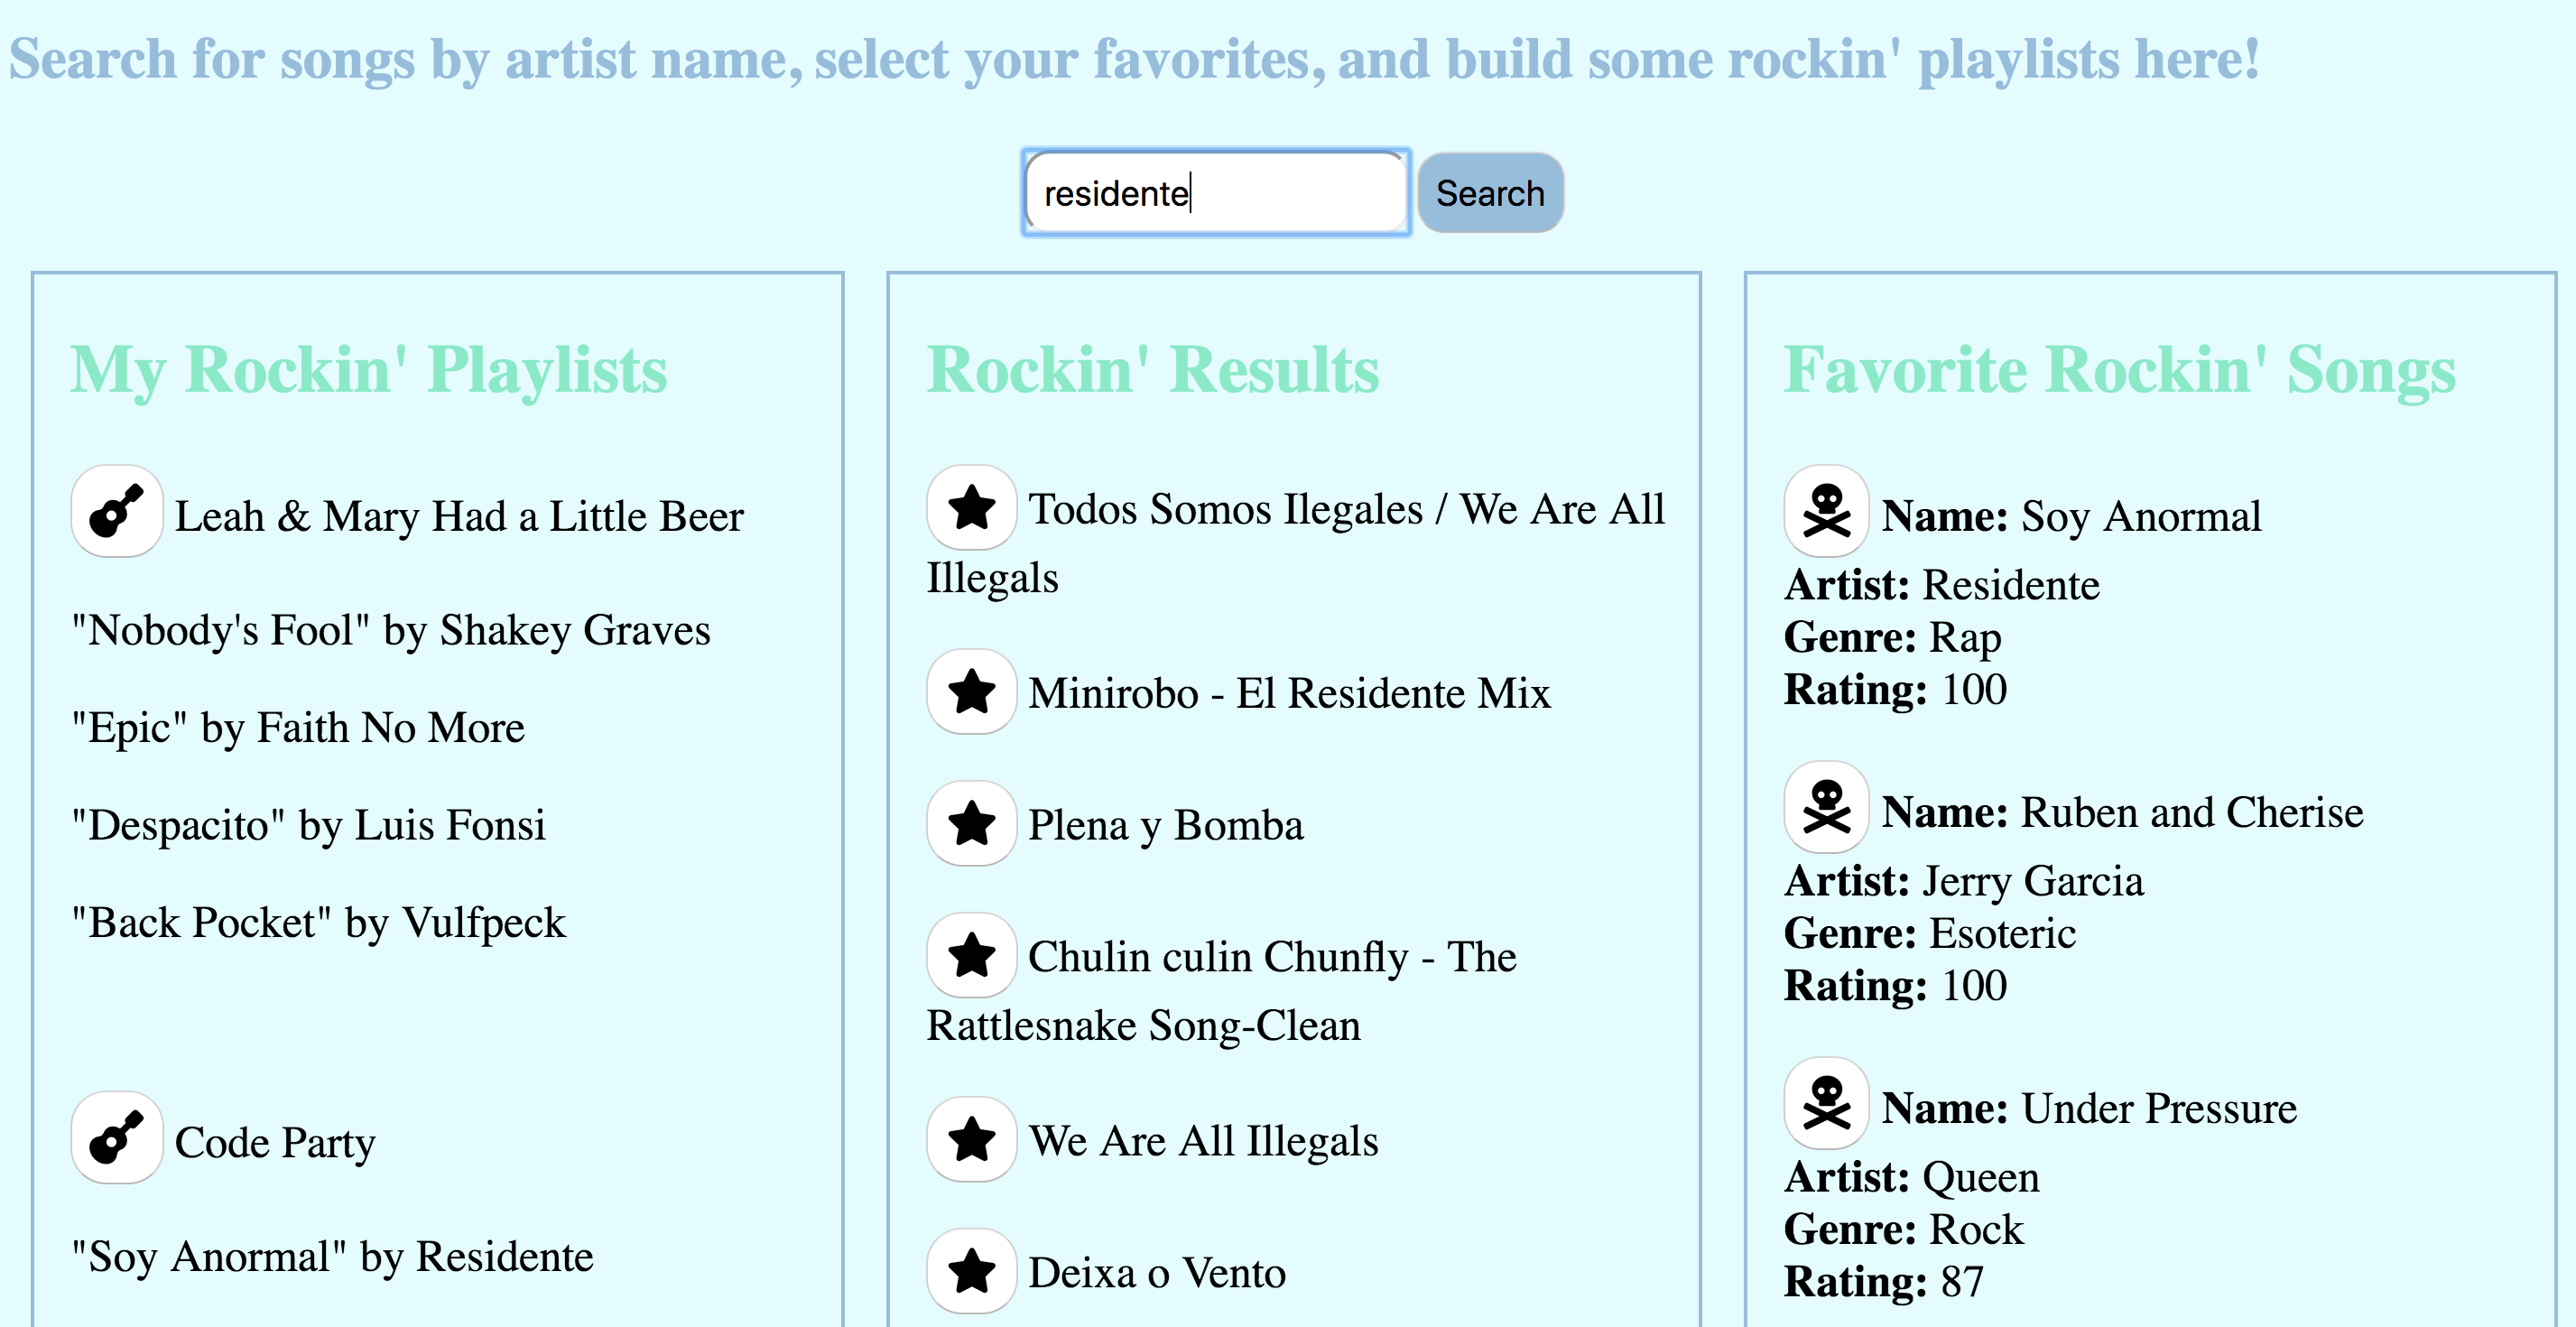 Search for songs by artist name, select your favorites, and build some rockin' playlists here!
residente
Search
My Rockin' Playlists
Leah & Mary Had a Little Beer
"Nobody's Fool" by Shakey Graves
"Epic" by Faith No More
"Despacito" by Luis Fonsi
"Back Pocket" by Vulfpeck
Code Party
"Soy Anormal" by Residente
Rockin' Results
Todos Somos Ilegales / We Are All
Illegals
Minirobo - El Residente Mix
Plena y Bomba
Chulin culin Chunfly - The
Rattlesnake Song-Clean
We Are All Illegals
Deixa o Vento
Favorite Rockin' Songs
Name: Soy Anormal
Artist: Residente
Genre: Rap
Rating: 100
Name: Ruben and Cherise
Artist: Jerry Garcia
Genre: Esoteric
Rating: 100
Name: Under Pressure
Artist: Queen
Genre: Rock
Rating: 87